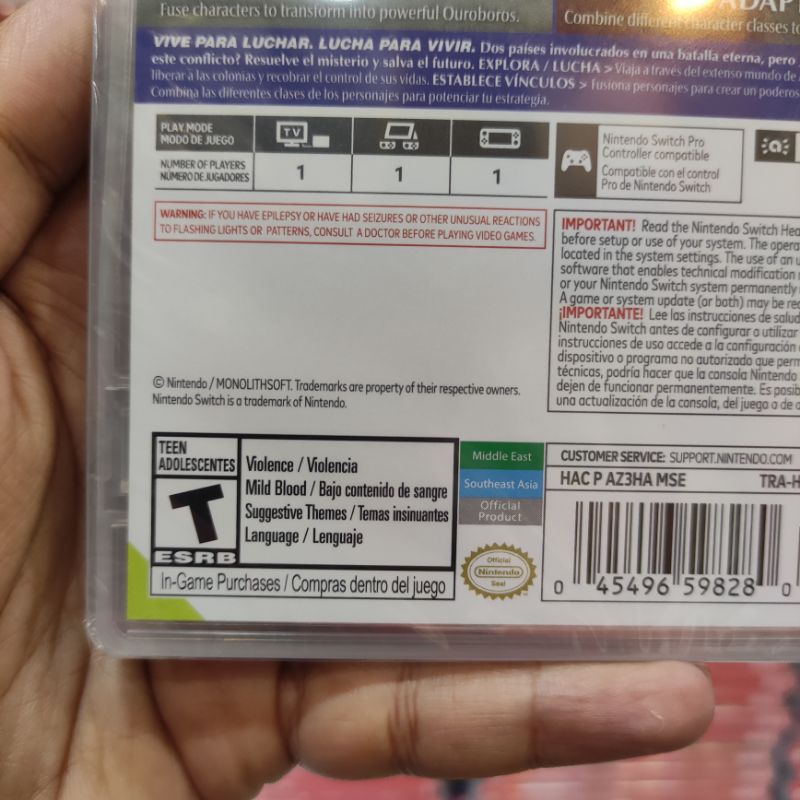 Fuse characters to transform into powerful Ouroboros.
ADAP
Combine different character classes to
VIVE PARA LUCHAR. LUCHA PARA VIVIR. Dos países involucrados en una batalla eterna, pero
este conflicto? Resuelve el misterio y salva el futuro. EXPLORA / LUCHA > Viaja a través del extenso mundo de
liberar a las colonias y recobrar el control de sus vidas. ESTABLECE VÍNCULOS > fusiona personajes para crear un poderos
Combina las diferentes clases de los personajes para potenciar tu estrategia.
PLAY MODE
MODO DE JUEGO
TV
NUMBER OF PLAYERS
NÚMERO DE JUGADORES
1 1 1
Nintendo Switch Pro
Controller compatible
Compatible con el control
Pro de Nintendo Switch
WARNING: IF YOU HAVE EPILEPSY OR HAVE HAD SEIZURES OR OTHER UNUSUAL REACTIONS
TO FLASHING LIGHTS OR PATTERNS, CONSULT A DOCTOR BEFORE PLAYING VIDEO GAMES.
IMPORTANT! Read the Nintendo Switch Hea
before setup or use of your system. The opera
located in the system settings. The use of an u
software that enables technical modification
or your Nintendo Switch system permanently
A game or system update (or both) may be re
¡IMPORTANTE! Lee las instrucciones de salud
Nintendo Switch antes de configurar o utilizar
instrucciones de uso accede a la configuración
dispositivo o programa no autorizado que perm
técnicas, podría hacer que la consola Nintendo
dejen de funcionar permanentemente. Es posib
una actualización de la consola, del juego o de a
© Nintendo / MONOLITHSOFT. Trademarks are property of their respective owners.
Nintendo Switch is a trademark of Nintendo.
TEEN
ADOLESCENTES
T
ESRB
Violence / Violencia
Mild Blood / Bajo contenido de sangre
Suggestive Themes / Temas insinuantes
Language / Lenguaje
In-Game Purchases / Compras dentro del juego
Middle East
Southeast Asia
Official
Product
Official
Nintendo
Seal
CUSTOMER SERVICE: SUPPORT.NINTENDO.COM
HAC P AZ3HA MSE TRA-H
0 45496 59828 0